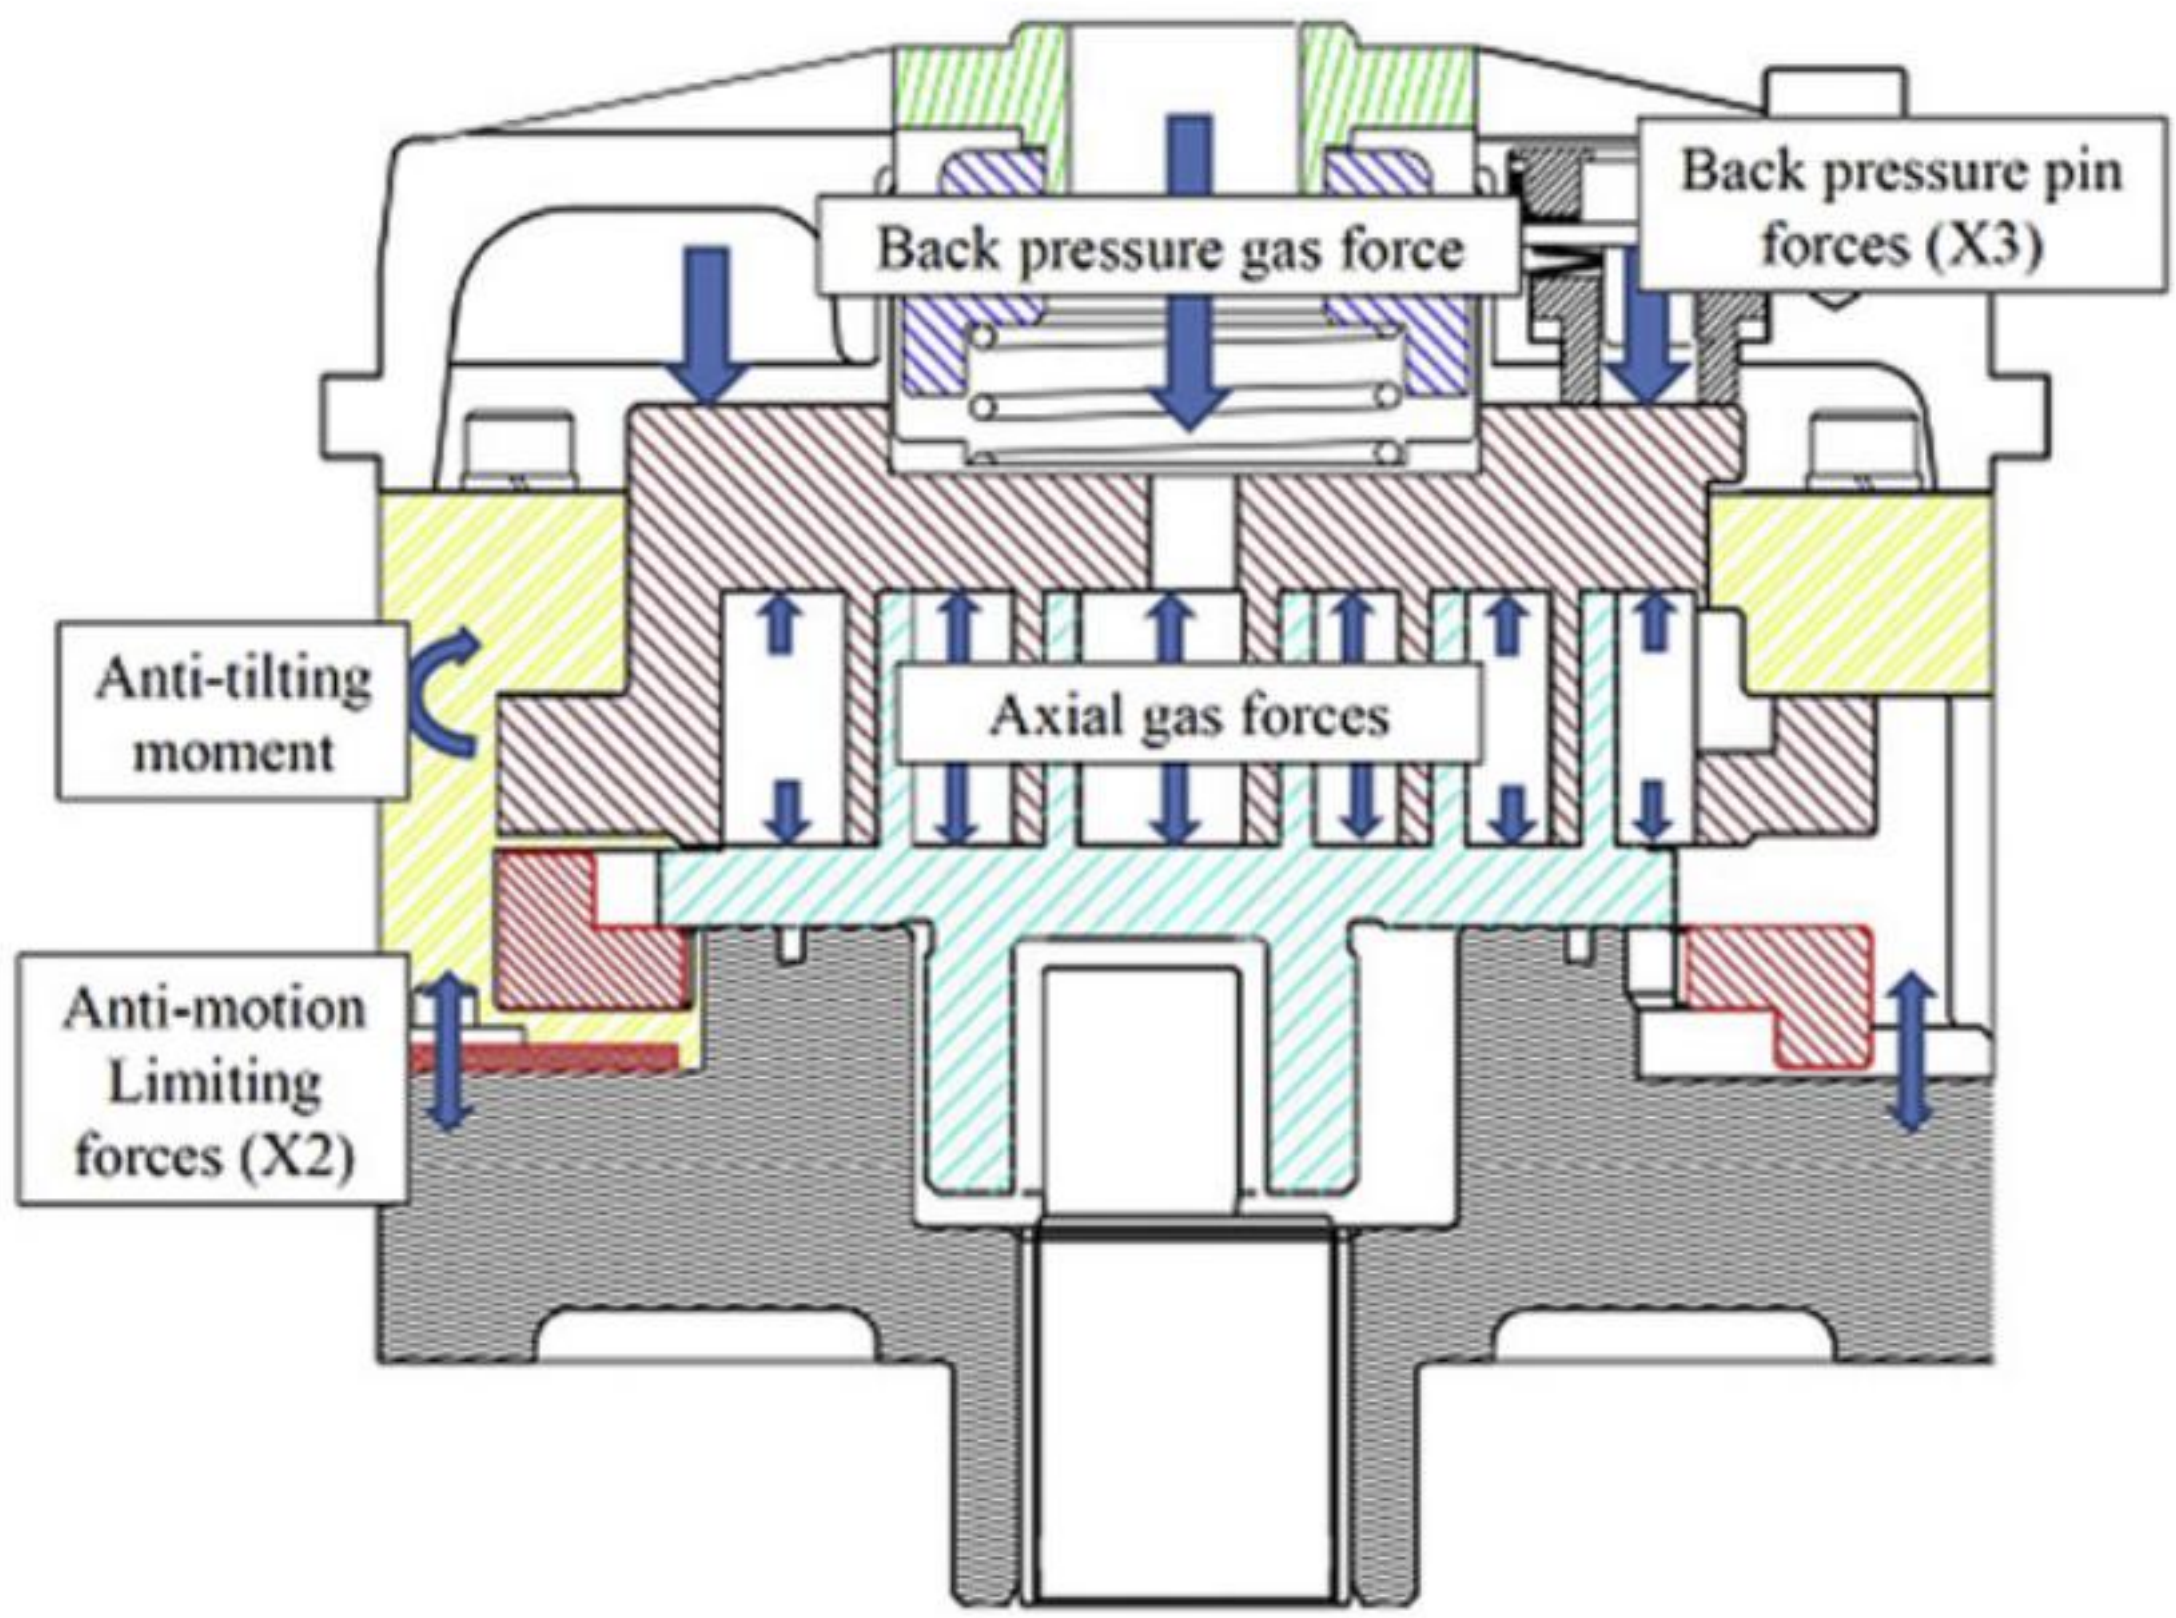 Back pressure pin
forces (X3)
Back pressure gas force
Anti-tilting
moment
Axial gas forces
Anti-motion
Limiting
forces (X2)